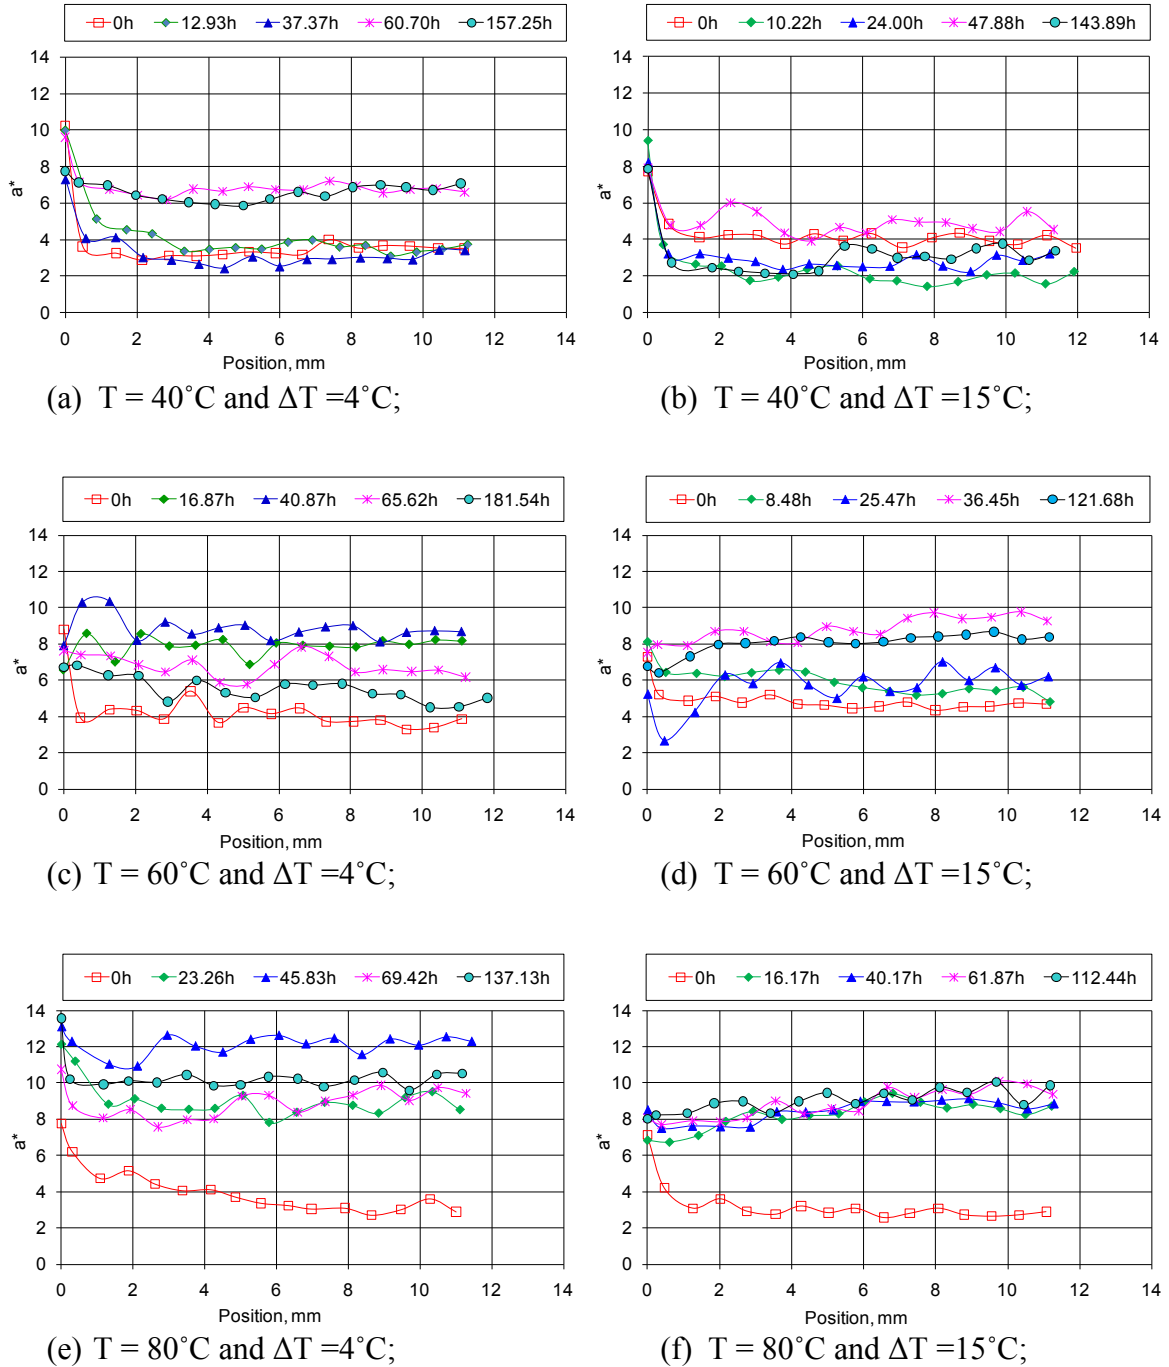 0h 12.93h 37.37h 60.70h 157.25h
14
12
10
8
6
4
2
0
a*
0 2 4 6 8 10 12 14
Position, mm
(a) T = 40˚C and ΔT =4˚C;
0h 10.22h 24.00h 47.88h 143.89h
14
12
10
8
6
4
2
0
a*
0 2 4 6 8 10 12 14
Position, mm
(b) T = 40˚C and ΔT =15˚C;
0h 16.87h 40.87h 65.62h 181.54h
14
12
10
8
6
4
2
0
a*
0 2 4 6 8 10 12 14
Position, mm
(c) T = 60˚C and ΔT =4˚C;
0h 8.48h 25.47h 36.45h 121.68h
14
12
10
8
6
4
2
0
a*
0 2 4 6 8 10 12 14
Position, mm
(d) T = 60˚C and ΔT =15˚C;
0h 23.26h 45.83h 69.42h 137.13h
14
12
10
8
6
4
2
0
a*
0 2 4 6 8 10 12 14
Position, mm
(e) T = 80˚C and ΔT =4˚C;
0h 16.17h 40.17h 61.87h 112.44h
14
12
10
8
6
4
2
0
a*
0 2 4 6 8 10 12 14
Position, mm
(f) T = 80˚C and ΔT =15˚C;